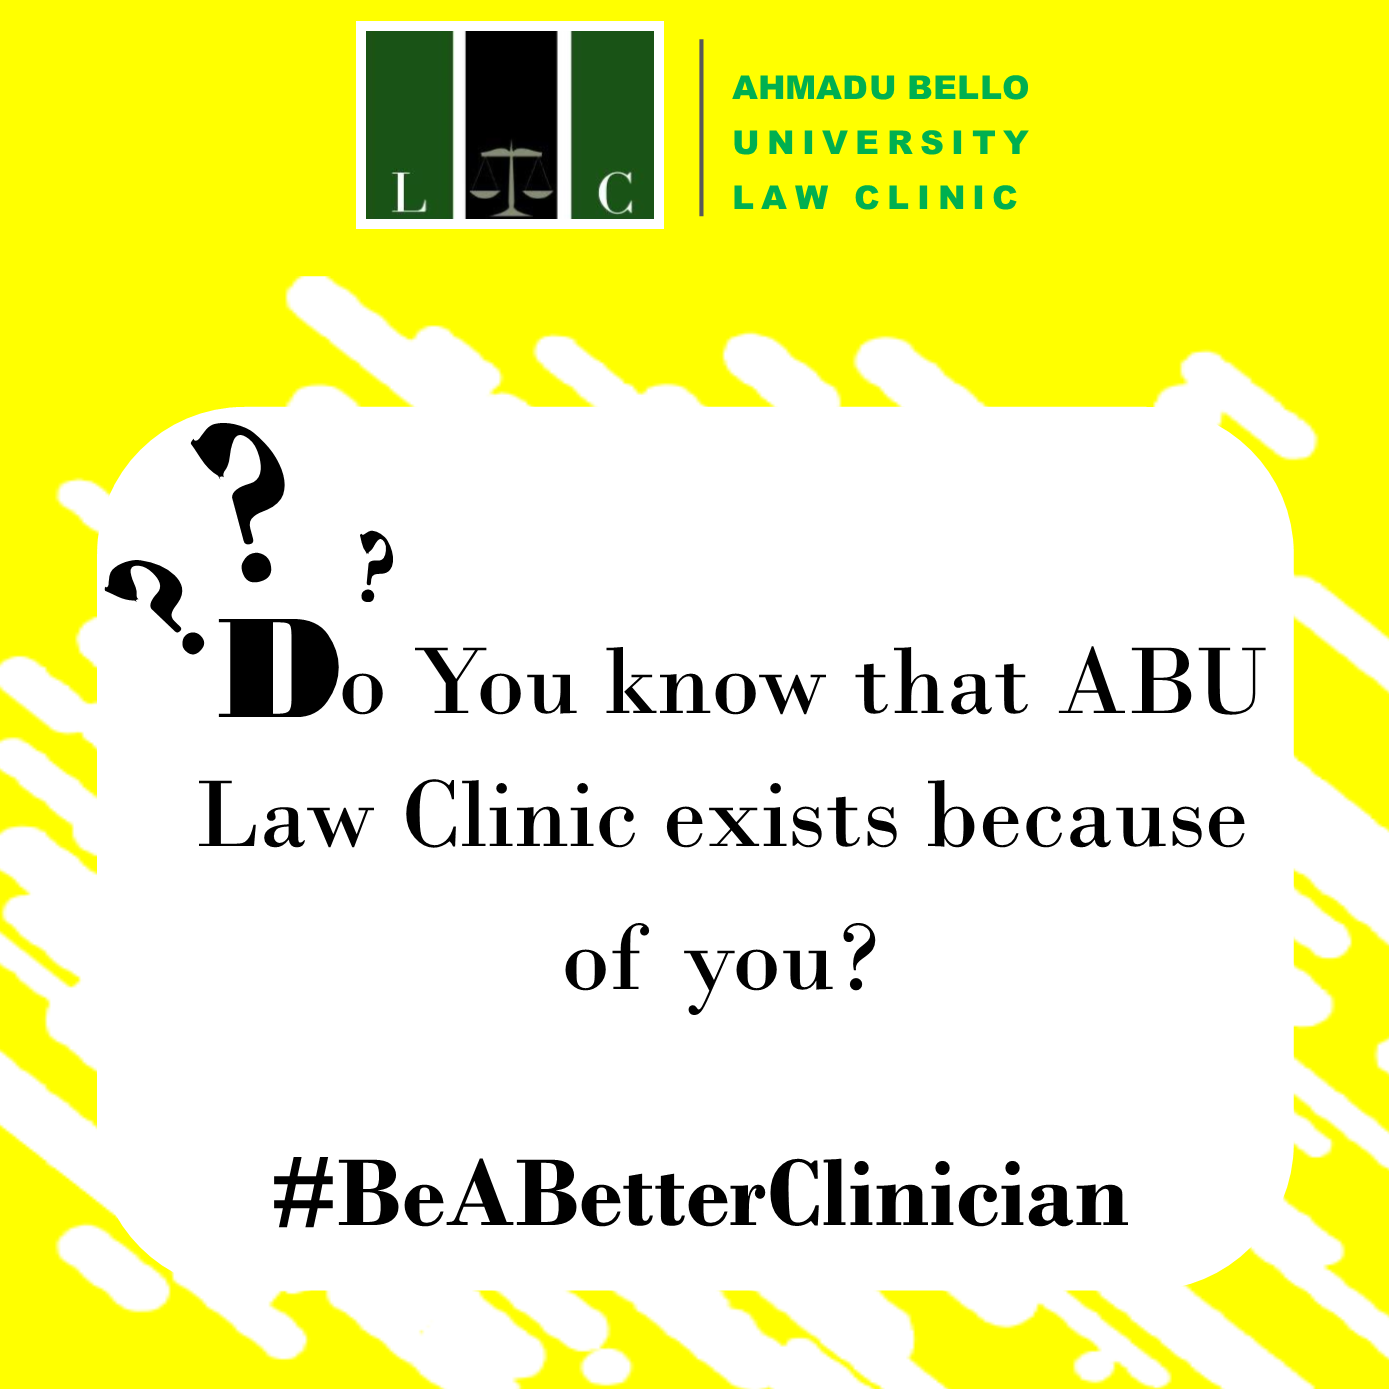 L C
AHMADU BELLO
UNIVERSITY
LAW CLINIC
? ? ?
Do You know that ABU
Law Clinic exists because
of you?
#BeABetterClinician